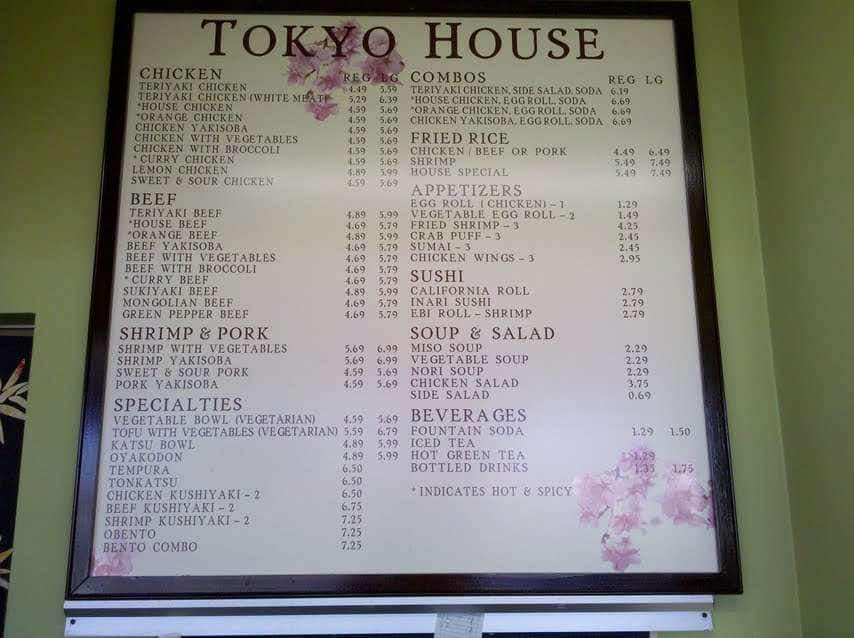 TOKYO HOUSE
CHICKEN REG LG
TERIYAKI CHICKEN 4.49 5.59
TERIYAKI CHICKEN (WHITE MEAT) 5.29 6.39
*HOUSE CHICKEN 4.59 5.69
*ORANGE CHICKEN 4.59 5.69
CHICKEN YAKISOBA 4.59 5.69
CHICKEN WITH VEGETABLES 4.59 5.69
CHICKEN WITH BROCCOLI 4.59 5.69
*CURRY CHICKEN 4.59 5.69
LEMON CHICKEN 4.89 5.99
SWEET & SOUR CHICKEN 4.59 5.69
BEEF
TERIYAKI BEEF 4.89 5.99
*HOUSE BEEF 4.69 5.79
*ORANGE BEEF 4.89 5.99
BEEF YAKISOBA 4.69 5.79
BEEF WITH VEGETABLES 4.69 5.79
BEEF WITH BROCCOLI 4.69 5.79
*CURRY BEEF 4.69 5.79
SUKIYAKI BEEF 4.89 5.99
MONGOLIAN BEEF 4.69 5.79
GREEN PEPPER BEEF 4.69 5.79
SHRIMP & PORK
SHRIMP WITH VEGETABLES 5.69 6.99
SHRIMP YAKISOBA 5.69 6.99
SWEET & SOUR PORK 4.59 5.69
PORK YAKISOBA 4.59 5.69
SPECIALTIES
VEGETABLE BOWL (VEGETARIAN) 4.59 5.69
TOFU WITH VEGETABLES (VEGETARIAN) 5.59 6.79
KATSU BOWL 4.89 5.99
OYAKODON 4.89 5.99
TEMPURA 6.50
TONKATSU 6.50
CHICKEN KUSHIYAKI – 2 6.50
BEEF KUSHIYAKI – 2 6.75
SHRIMP KUSHIYAKI – 2 7.25
OBENTO 7.25
BENTO COMBO 7.25
COMBOS REG LG
TERIYAKI CHICKEN, SIDE SALAD, SODA 6.19
*HOUSE CHICKEN, EGG ROLL, SODA 6.69
*ORANGE CHICKEN, EGG ROLL, SODA 6.69
CHICKEN YAKISOBA, EGG ROLL, SODA 6.69
FRIED RICE
CHICKEN / BEEF OR PORK 4.49 6.49
SHRIMP 5.49 7.49
HOUSE SPECIAL 5.49 7.49
APPETIZERS
EGG ROLL (CHICKEN) – 1 1.29
VEGETABLE EGG ROLL – 2 1.49
FRIED SHRIMP – 3 4.25
CRAB PUFF – 3 2.45
SUMAI – 3 2.45
CHICKEN WINGS – 3 2.95
SUSHI
CALIFORNIA ROLL 2.79
INARI SUSHI 2.79
EBI ROLL – SHRIMP 2.79
SOUP & SALAD
MISO SOUP 2.29
VEGETABLE SOUP 2.29
NORI SOUP 2.29
CHICKEN SALAD 3.75
SIDE SALAD 0.69
BEVERAGES
FOUNTAIN SODA 1.29 1.50
ICED TEA
HOT GREEN TEA 1.29
BOTTLED DRINKS 1.35 1.75
*INDICATES HOT & SPICY